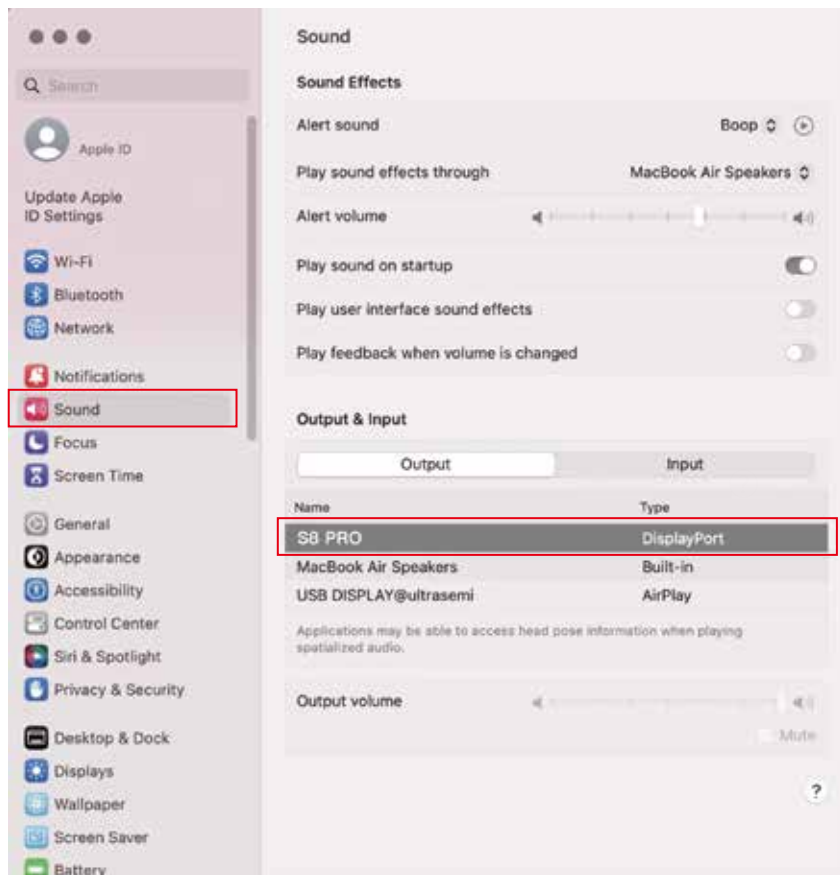 Search
Apple ID
Update Apple
ID Settings
Wi-Fi
Bluetooth
Network
Notifications
Sound
Focus
Screen Time
General
Appearance
Accessibility
Control Center
Siri & Spotlight
Privacy & Security
Desktop & Dock
Displays
Wallpaper
Screen Saver
Battery
Sound
Sound Effects
Alert sound Boop
Play sound effects through MacBook Air Speakers
Alert volume
Play sound on startup
Play user interface sound effects
Play feedback when volume is changed
Output & Input
Output Input
Name Type
S8 PRO DisplayPort
MacBook Air Speakers Built-in
USB DISPLAY@ultrasemi AirPlay
Applications may be able to access head pose information when playing
spatialized audio.
Output volume
Mute
?